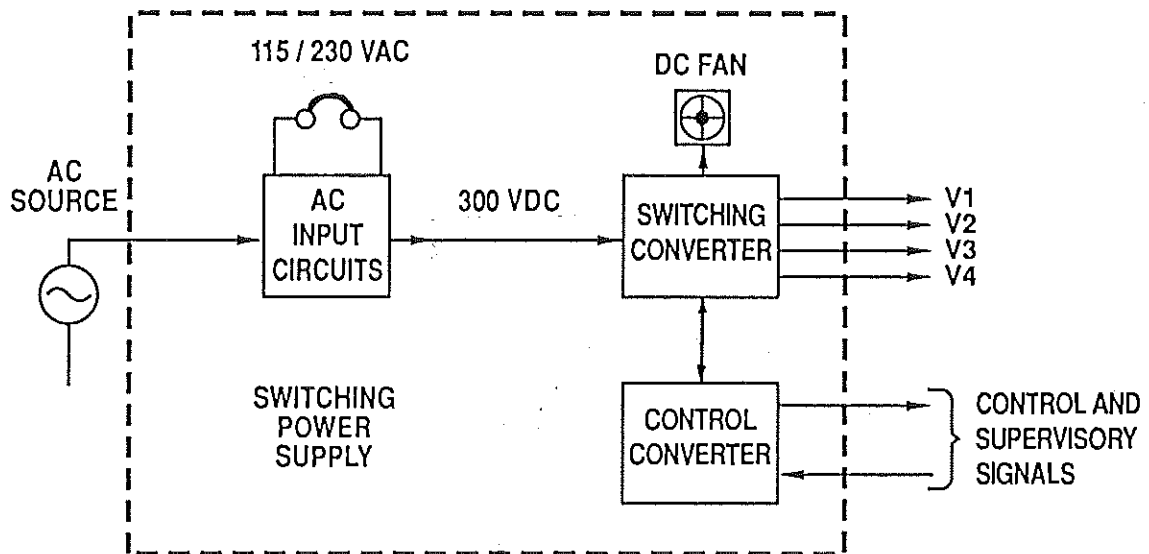 115 / 230 VAC
DC FAN
AC
SOURCE
AC
INPUT
CIRCUITS
300 VDC
SWITCHING
CONVERTER
V1
V2
V3
V4
SWITCHING
POWER
SUPPLY
CONTROL
CONVERTER
CONTROL AND
SUPERVISORY
SIGNALS